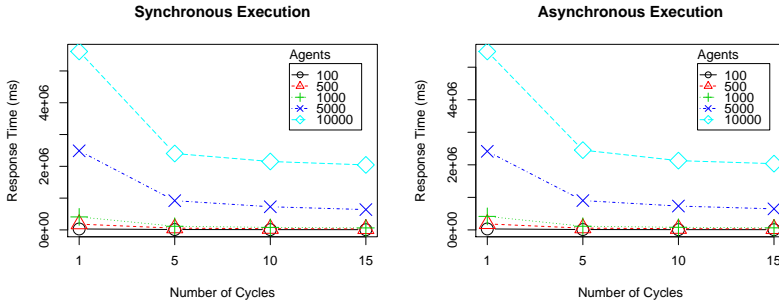 Synchronous Execution
Response Time (ms)
4e+06
2e+06
0e+00
Agents
100
500
1000
5000
10000
1 5 10 15
Number of Cycles
Asynchronous Execution
Response Time (ms)
4e+06
2e+06
0e+00
Agents
100
500
1000
5000
10000
1 5 10 15
Number of Cycles